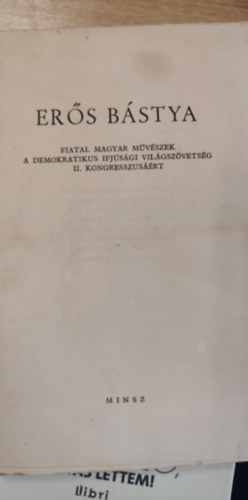 ERŐS BÁSTYA
FIATAL MAGYAR MŰVÉSZEK
A DEMOKRATIKUS IFJÚSÁGI VILÁGSZÖVETSÉG
II. KONGRESSZUSÁÉRT
MINSZ
LETTEM!
libri